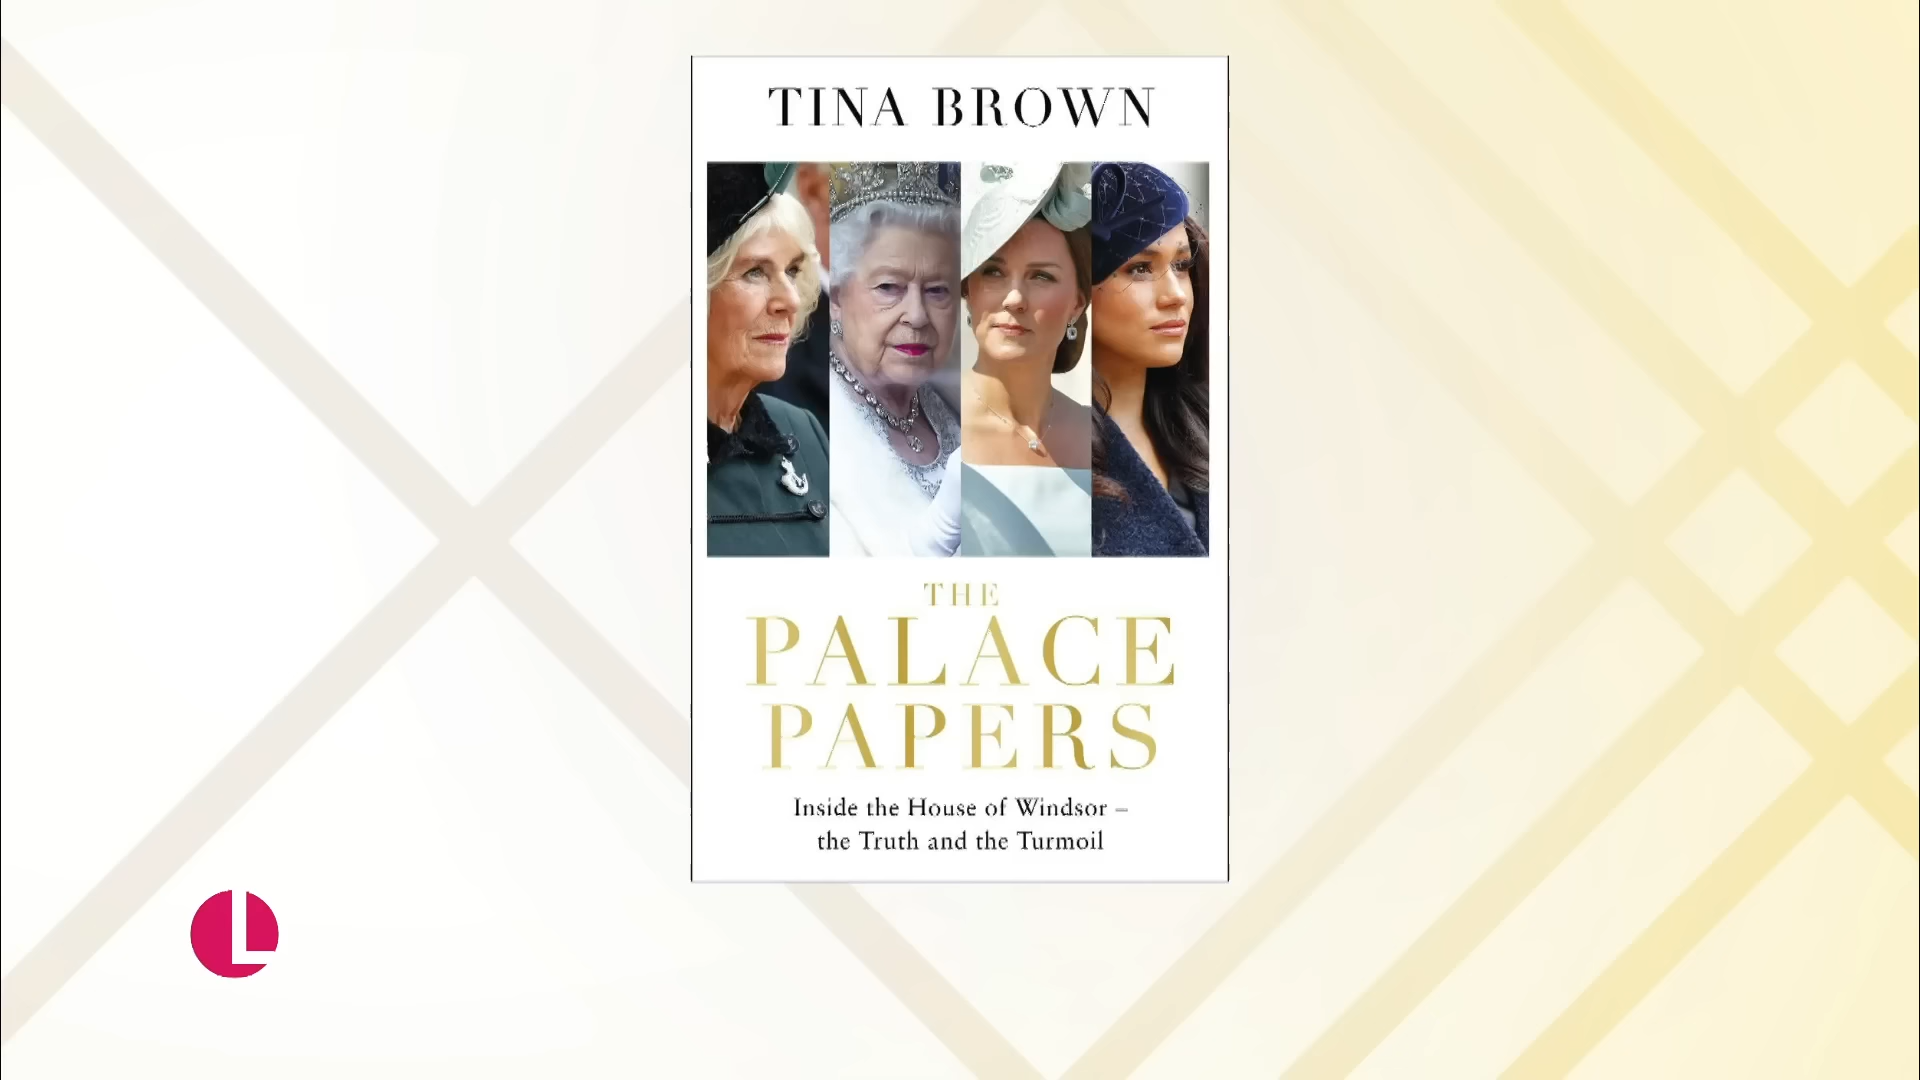 TINA BROWN
THE
PALACE
PAPERS
Inside the House of Windsor –
the Truth and the Turmoil
L